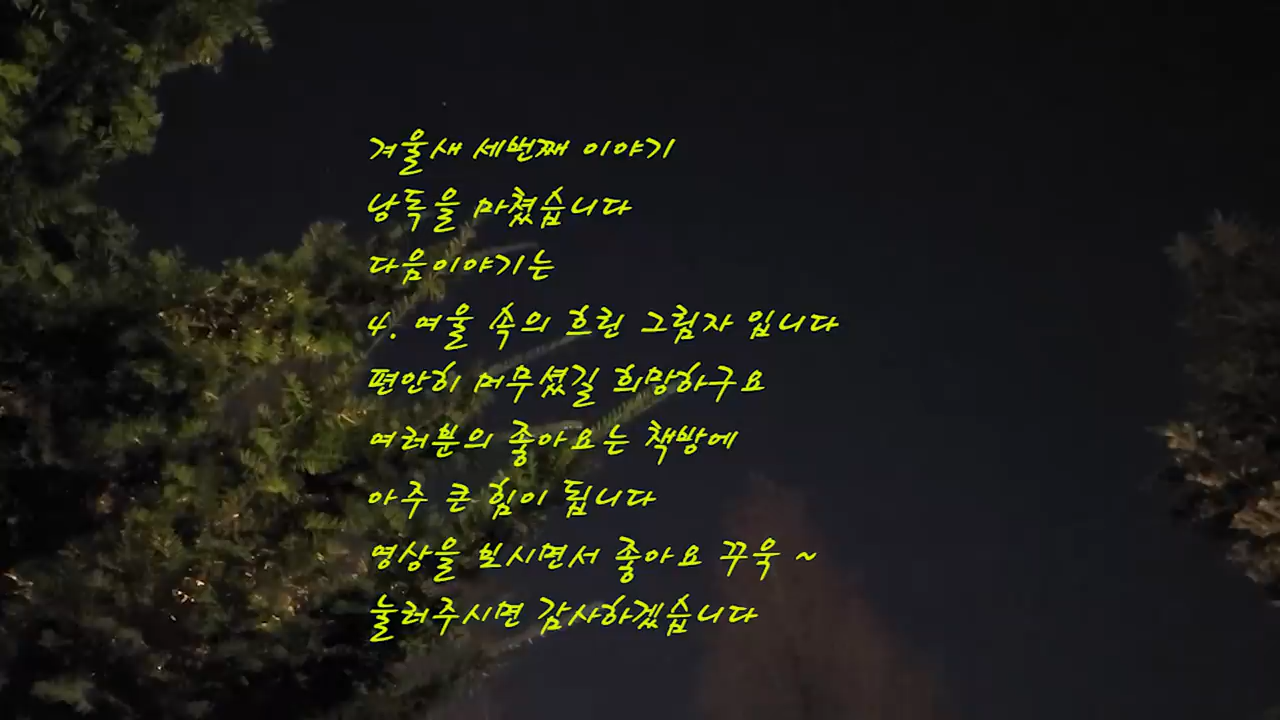 겨울새 세번째 이야기
낭독을 마쳤습니다
다음이야기는
4. 여울 속의 흐린 그림자 입니다
편안히 머무셨길 희망하구요
여러분의 좋아요는 책방에
아주 큰 힘이 됩니다
영상을 보시면서 좋아요 꾸욱 ~
눌러주시면 감사하겠습니다